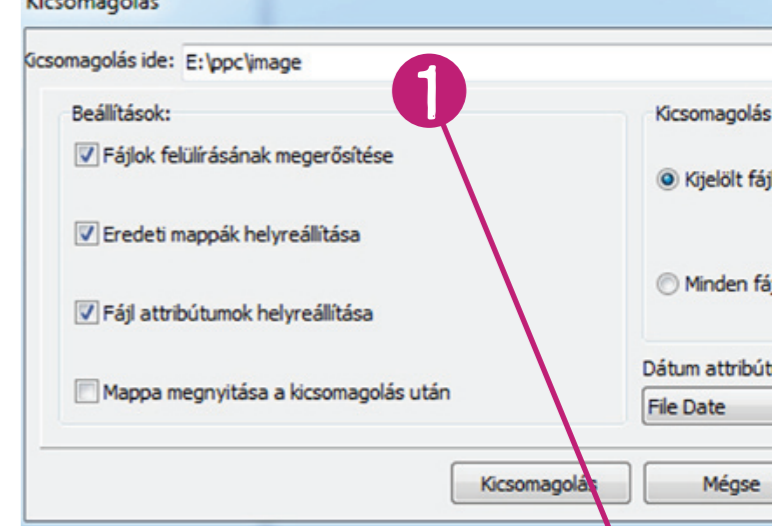 Kicsomagolás
Kicsomagolás ide: E:\ppc\image
1
Beállítások:
Fájlok felülírásának megerősítése
Eredeti mappák helyreállítása
Fájl attribútumok helyreállítása
Mappa megnyitása a kicsomagolás után
Kicsomagolás
Kijelölt fáj
Minden fáj
Dátum attribút
File Date
Kicsomagolás
Mégse